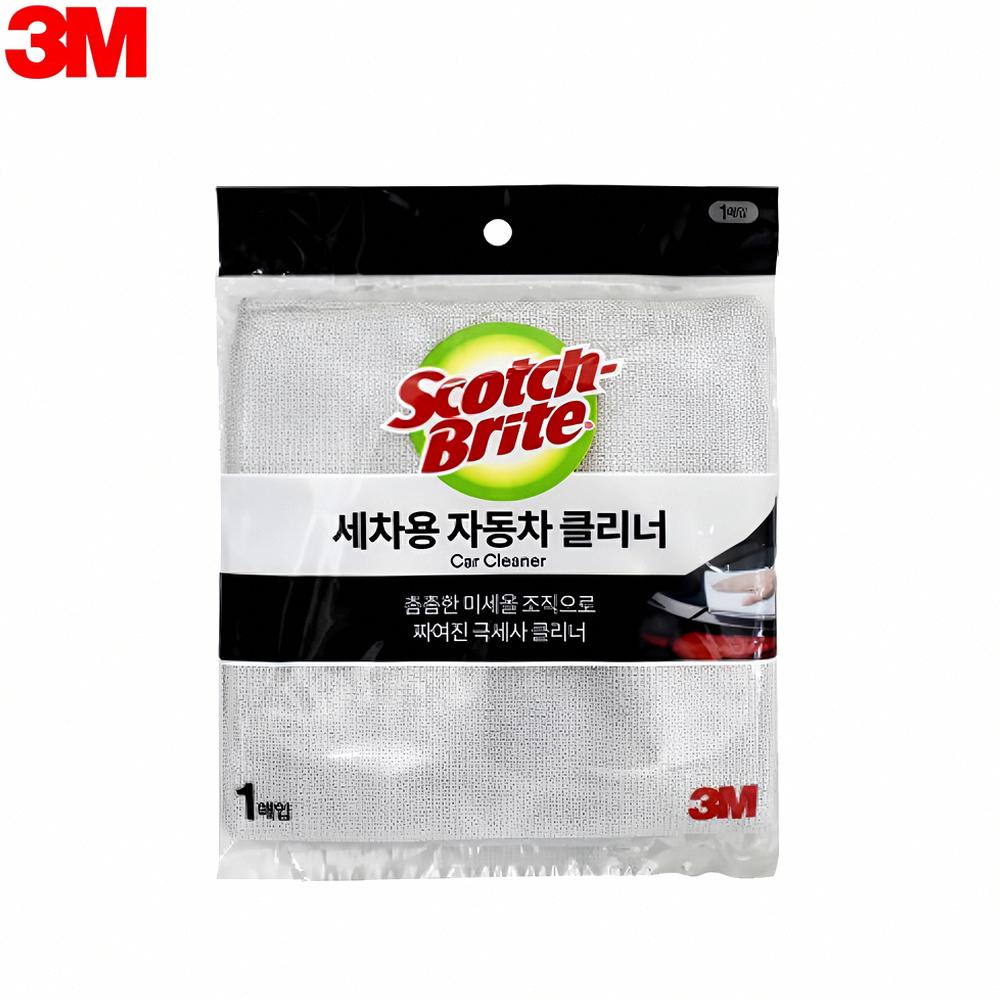 3M
1매입
Scotch-
Brite
세차용 자동차 클리너
Car Cleaner
촘촘한 미세올 조직으로
짜여진 극세사 클리너
1매입
3M